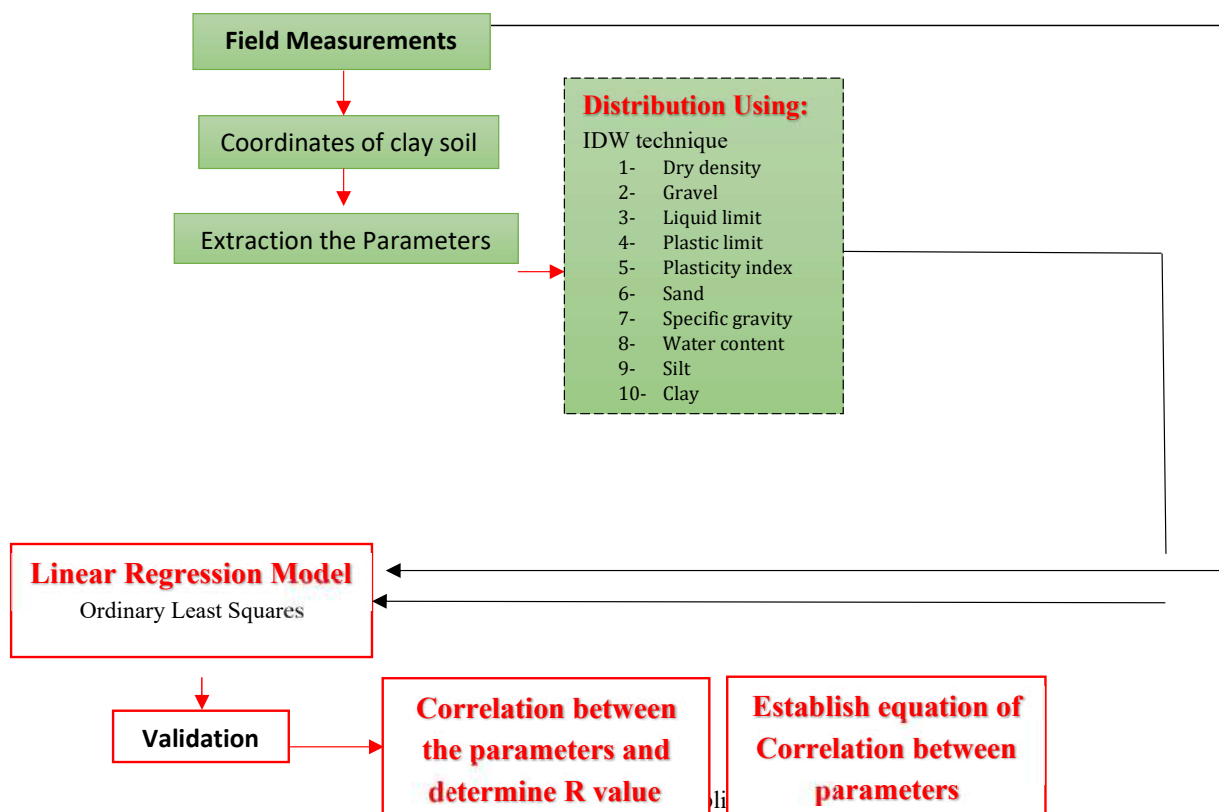 Field Measurements
Coordinates of clay soil
Extraction the Parameters
Distribution Using:
IDW technique
1- Dry density
2- Gravel
3- Liquid limit
4- Plastic limit
5- Plasticity index
6- Sand
7- Specific gravity
8- Water content
9- Silt
10- Clay
Linear Regression Model
Ordinary Least Squares
Validation
Correlation between
the parameters and
determine R value
Establish equation of
Correlation between
parameters